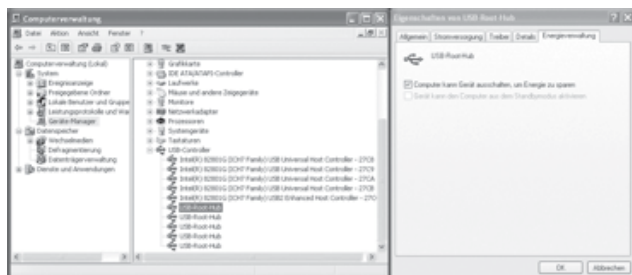 Computerverwaltung
Datei Aktion Ansicht Fenster ?
Computerverwaltung (Lokal)
System
Ereignisanzeige
Freigegebene Ordner
Lokale Benutzer und Gruppe
Leistungsprotokolle und War
Geräte-Manager
Datenspeicher
Wechselmedien
Defragmentierung
Datenträgerverwaltung
Dienste und Anwendungen
Grafikkarte
IDE ATA/ATAPI-Controller
Laufwerke
Mäuse und andere Zeigegeräte
Monitore
Netzwerkadapter
Prozessoren
Systemgeräte
Tastaturen
USB-Controller
Intel(R) 82801G (ICH7 Family) USB Universal Host Controller - 27C8
Intel(R) 82801G (ICH7 Family) USB Universal Host Controller - 27C9
Intel(R) 82801G (ICH7 Family) USB Universal Host Controller - 27CA
Intel(R) 82801G (ICH7 Family) USB Universal Host Controller - 27CB
Intel(R) 82801G (ICH7 Family) USB2 Enhanced Host Controller - 27C
USB-Root-Hub
USB-Root-Hub
USB-Root-Hub
USB-Root-Hub
USB-Root-Hub
Eigenschaften von USB-Root-Hub
Allgemein Stromversorgung Treiber Details Energieverwaltung
USB-Root-Hub
Computer kann Gerät ausschalten, um Energie zu sparen
Gerät kann den Computer aus dem Standbymodus aktivieren
OK Abbrechen